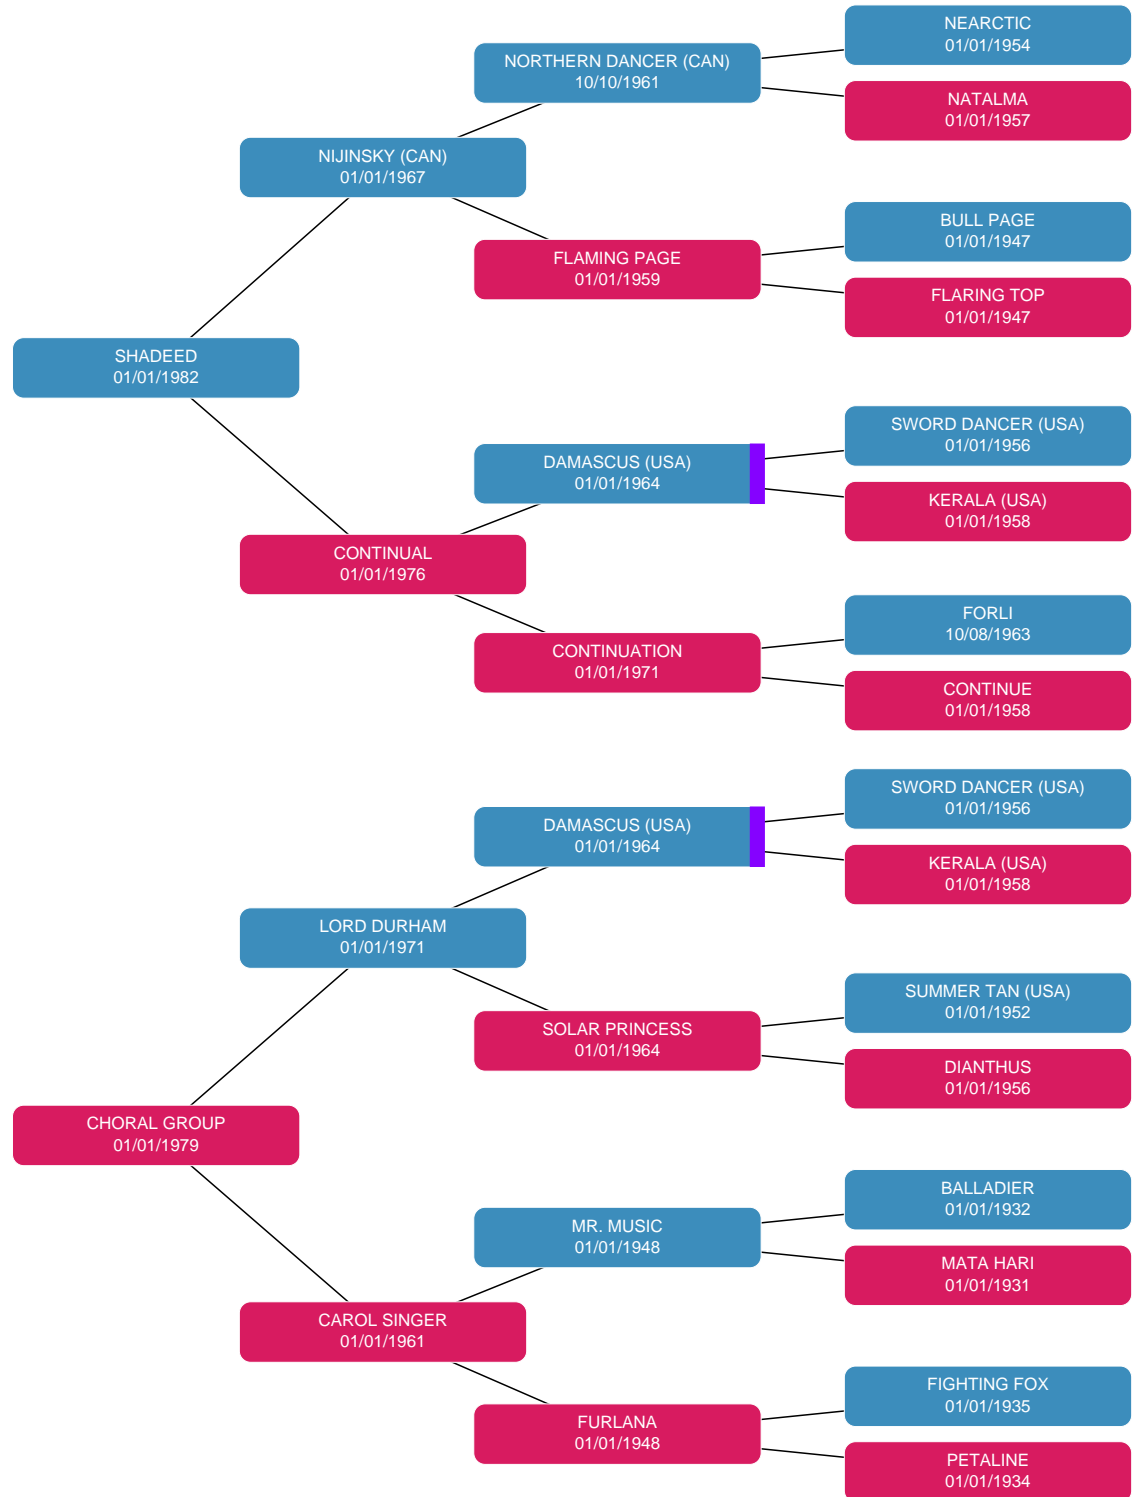 NEARCTIC
01/01/1954
NORTHERN DANCER (CAN)
10/10/1961
NATALMA
01/01/1957
NIJINSKY (CAN)
01/01/1967
BULL PAGE
01/01/1947
FLAMING PAGE
01/01/1959
FLARING TOP
01/01/1947
SHADEED
01/01/1982
SWORD DANCER (USA)
01/01/1956
DAMASCUS (USA)
01/01/1964
KERALA (USA)
01/01/1958
CONTINUAL
01/01/1976
FORLI
10/08/1963
CONTINUATION
01/01/1971
CONTINUE
01/01/1958
SWORD DANCER (USA)
01/01/1956
DAMASCUS (USA)
01/01/1964
KERALA (USA)
01/01/1958
LORD DURHAM
01/01/1971
SUMMER TAN (USA)
01/01/1952
SOLAR PRINCESS
01/01/1964
DIANTHUS
01/01/1956
CHORAL GROUP
01/01/1979
BALLADIER
01/01/1932
MR. MUSIC
01/01/1948
MATA HARI
01/01/1931
CAROL SINGER
01/01/1961
FIGHTING FOX
01/01/1935
FURLANA
01/01/1948
PETALINE
01/01/1934